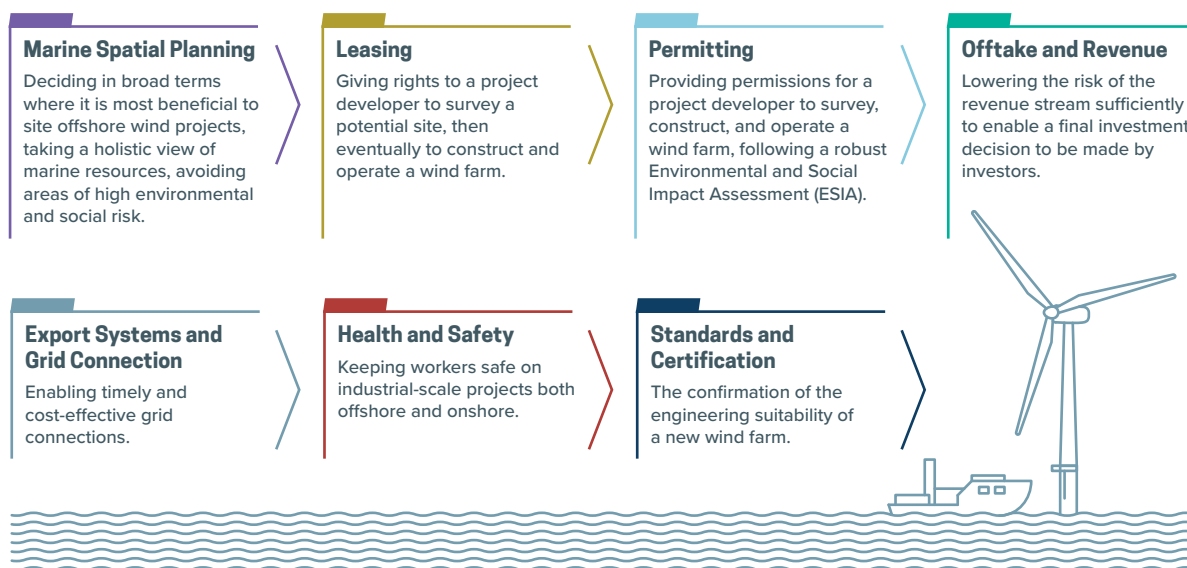 Marine Spatial Planning
Deciding in broad terms
where it is most beneficial to
site offshore wind projects,
taking a holistic view of
marine resources, avoiding
areas of high environmental
and social risk.
Leasing
Giving rights to a project
developer to survey a
potential site, then
eventually to construct and
operate a wind farm.
Permitting
Providing permissions for a
project developer to survey,
construct, and operate a
wind farm, following a robust
Environmental and Social
Impact Assessment (ESIA).
Offtake and Revenue
Lowering the risk of the
revenue stream sufficiently
to enable a final investment
decision to be made by
investors.
Export Systems and
Grid Connection
Enabling timely and
cost-effective grid
connections.
Health and Safety
Keeping workers safe on
industrial-scale projects both
offshore and onshore.
Standards and
Certification
The confirmation of the
engineering suitability of
a new wind farm.